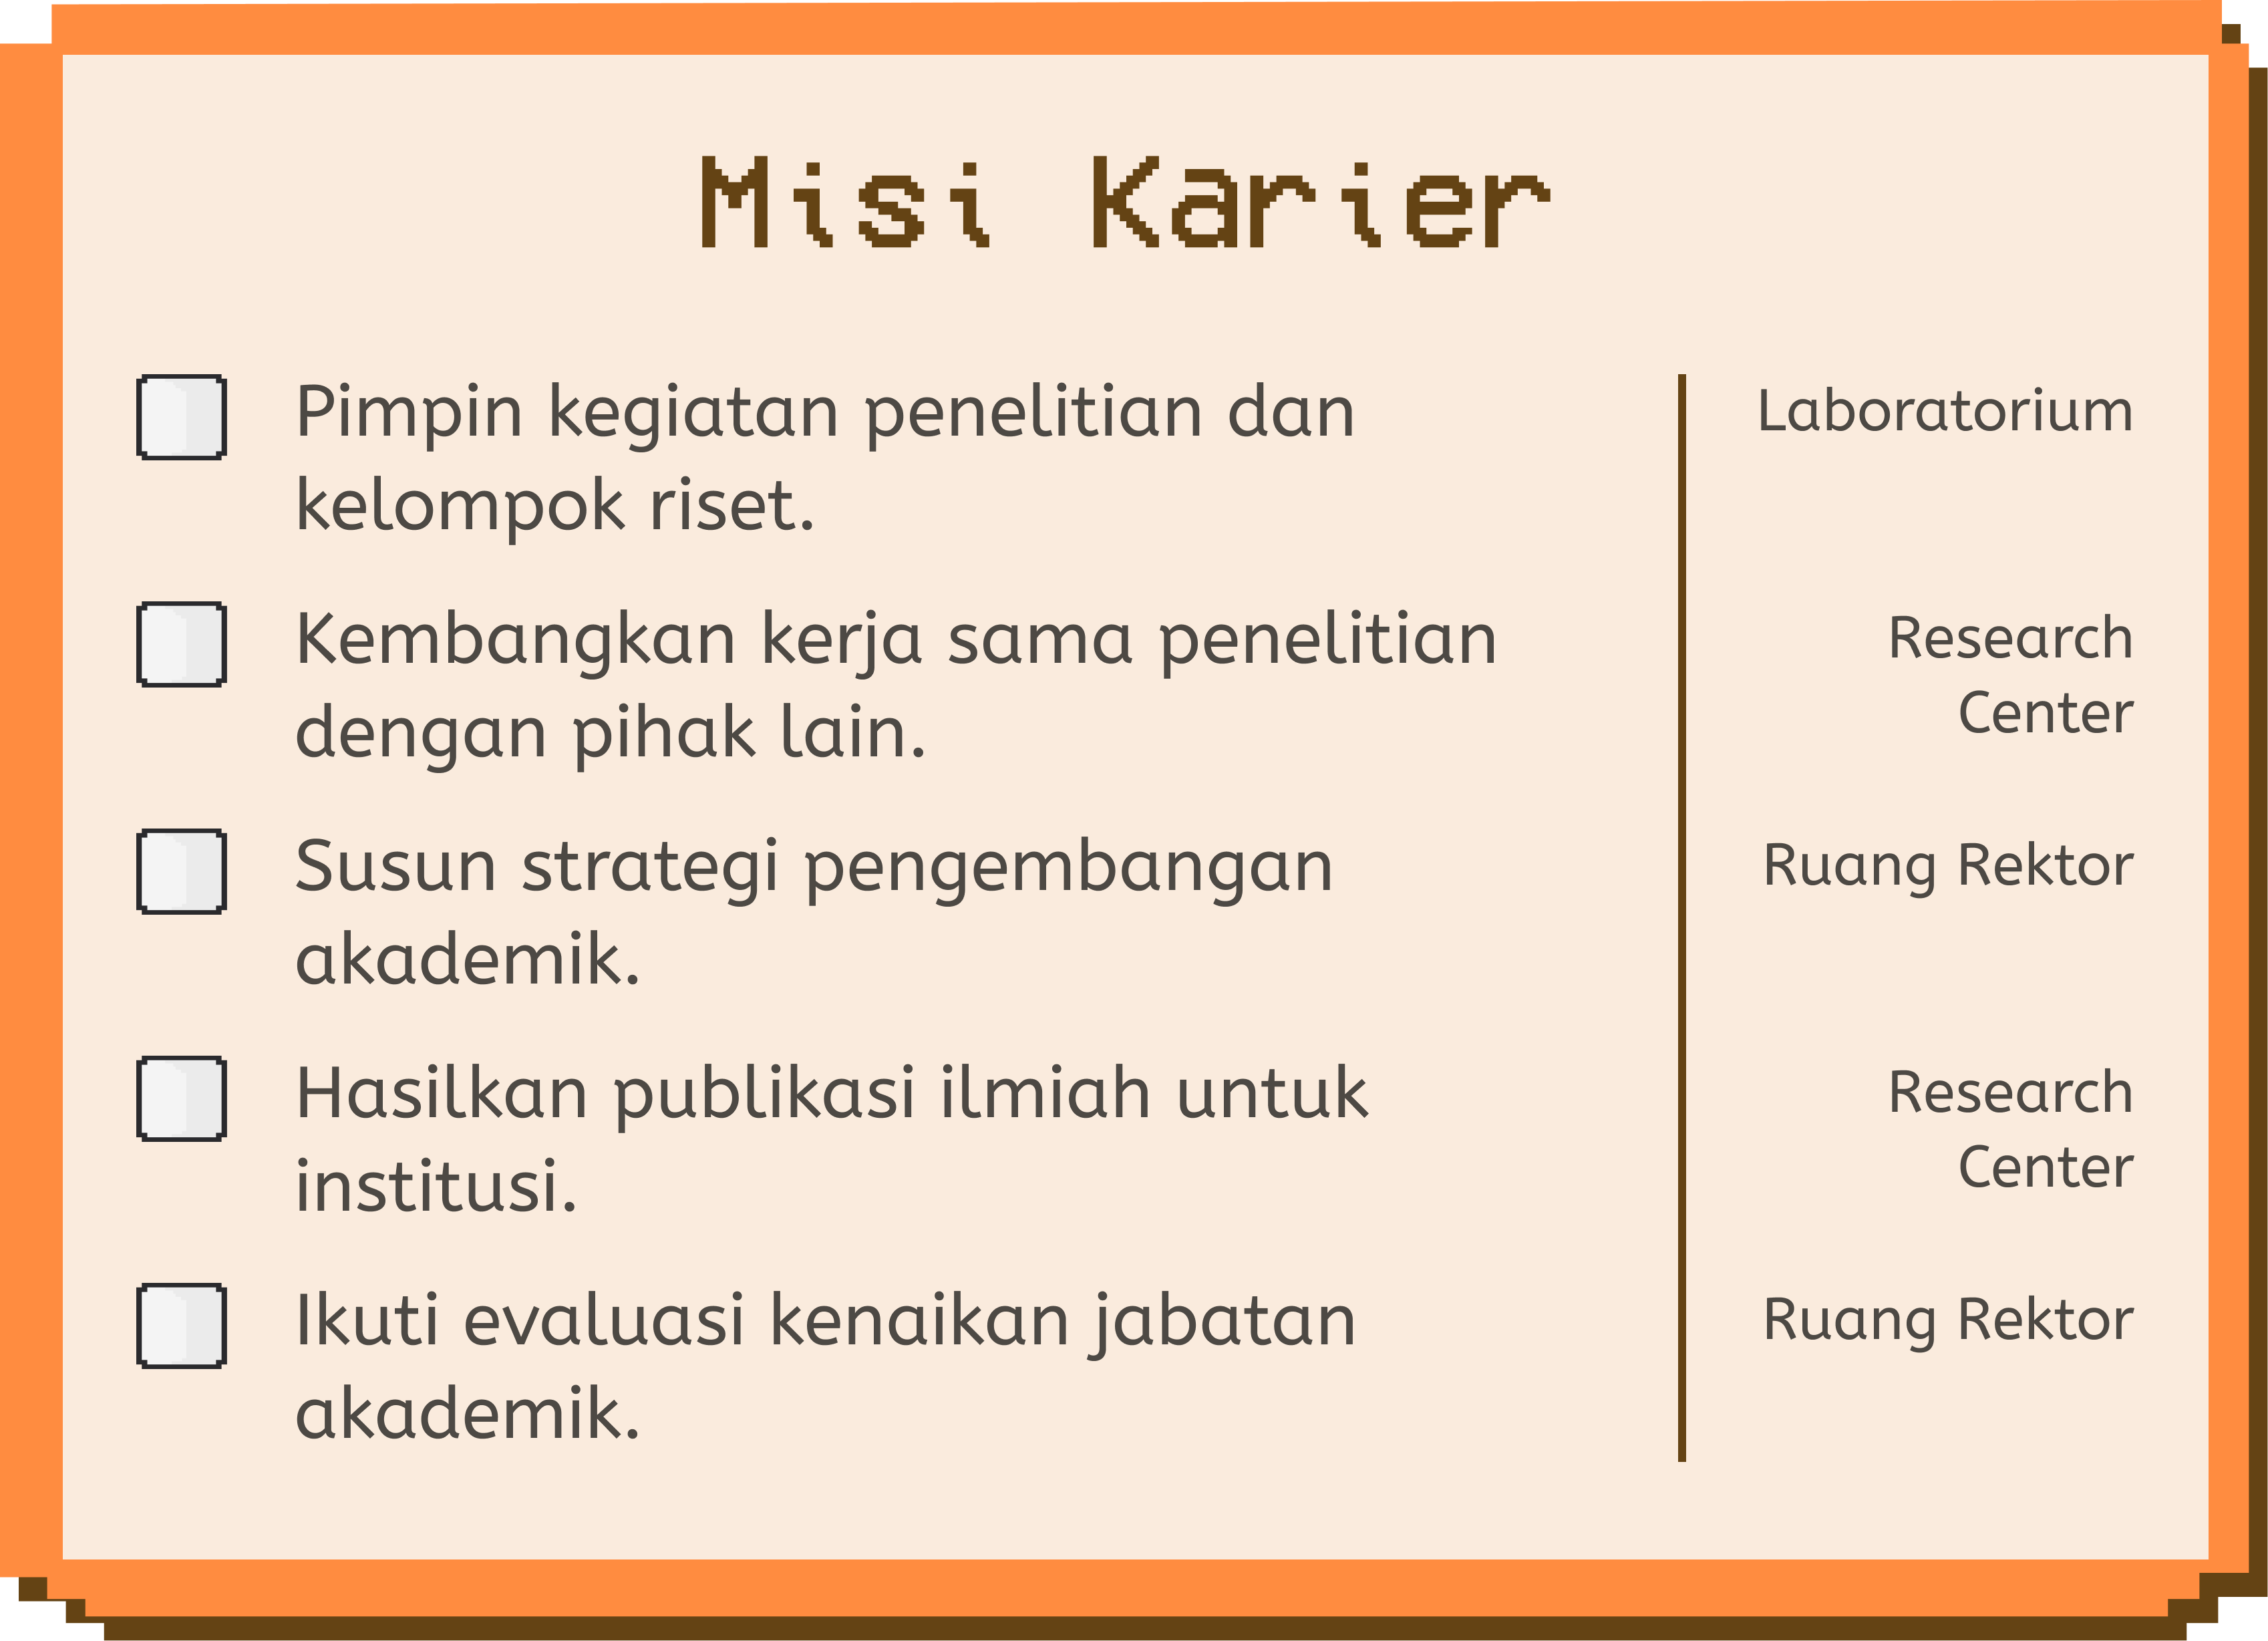 Misi Karier
Pimpin kegiatan penelitian dan
kelompok riset.
Laboratorium
Kembangkan kerja sama penelitian
dengan pihak lain.
Research
Center
Susun strategi pengembangan
akademik.
Ruang Rektor
Hasilkan publikasi ilmiah untuk
institusi.
Research
Center
Ikuti evaluasi kenaikan jabatan
akademik.
Ruang Rektor